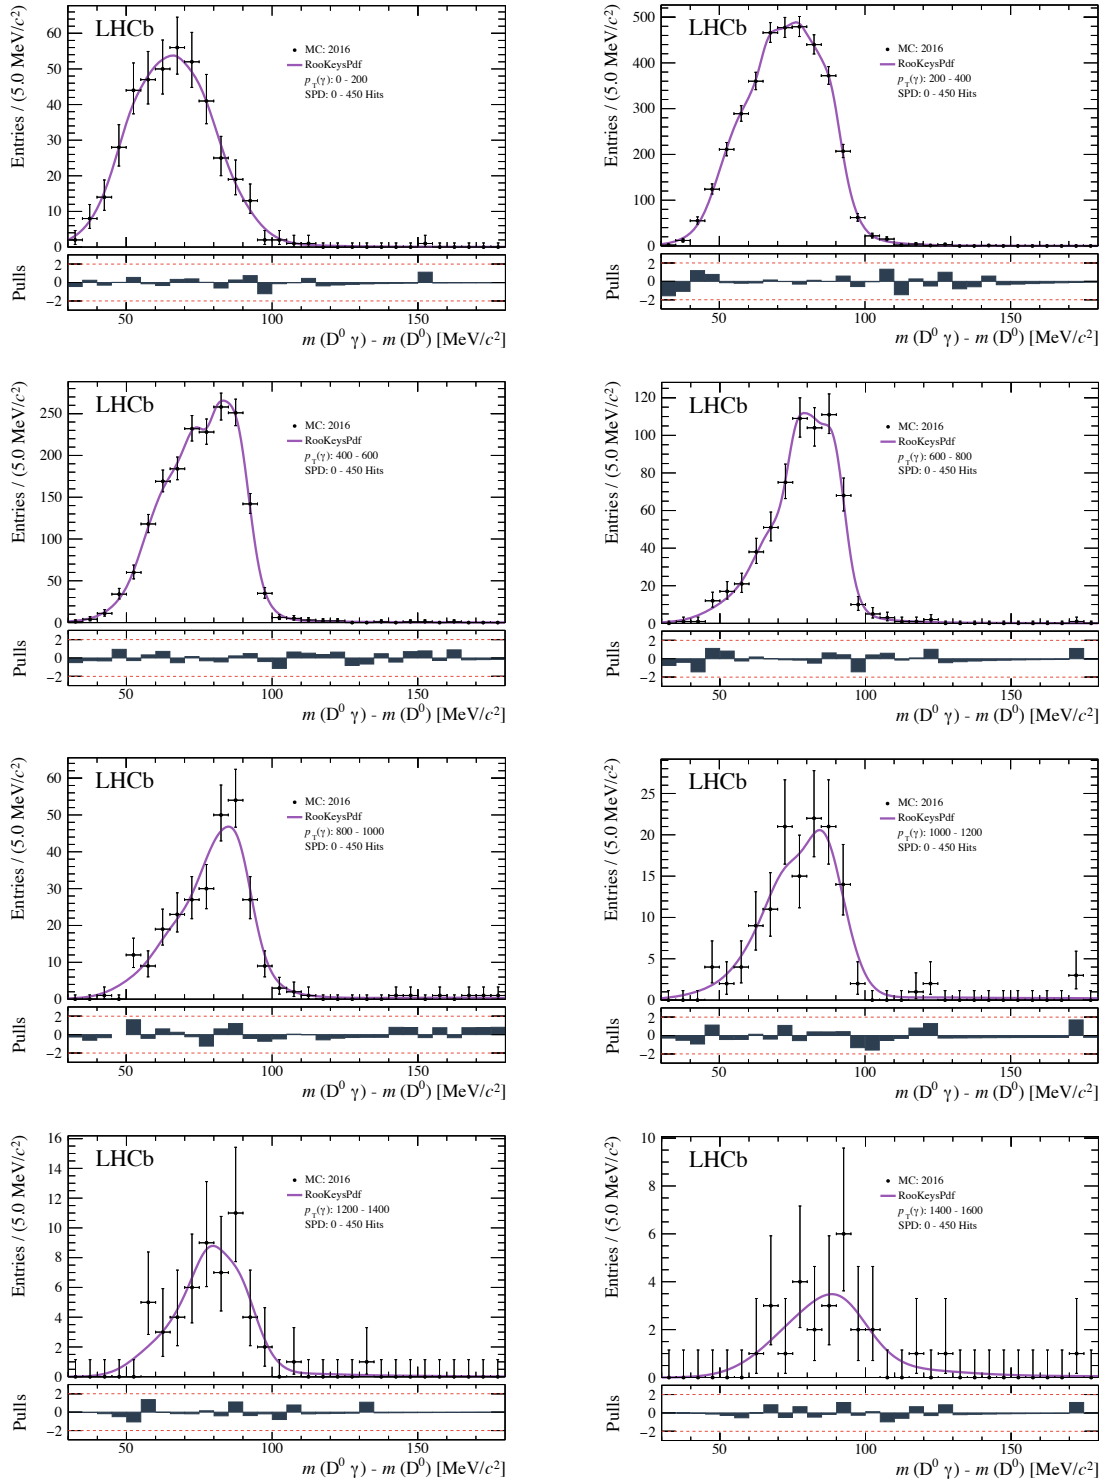 LHCb
Entries / (5.0 MeV/c²)
60
50
40
30
20
10
0
MC: 2016
RooKeysPdf
p_T(γ): 0 - 200
SPD: 0 - 450 Hits
Pulls
2
0
−2
50
100
150
m (D⁰ γ) - m (D⁰) [MeV/c²]
LHCb
Entries / (5.0 MeV/c²)
500
400
300
200
100
0
MC: 2016
RooKeysPdf
p_T(γ): 200 - 400
SPD: 0 - 450 Hits
Pulls
2
0
−2
50
100
150
m (D⁰ γ) - m (D⁰) [MeV/c²]
LHCb
Entries / (5.0 MeV/c²)
250
200
150
100
50
0
MC: 2016
RooKeysPdf
p_T(γ): 400 - 600
SPD: 0 - 450 Hits
Pulls
2
0
−2
50
100
150
m (D⁰ γ) - m (D⁰) [MeV/c²]
LHCb
Entries / (5.0 MeV/c²)
120
100
80
60
40
20
0
MC: 2016
RooKeysPdf
p_T(γ): 600 - 800
SPD: 0 - 450 Hits
Pulls
2
0
−2
50
100
150
m (D⁰ γ) - m (D⁰) [MeV/c²]
LHCb
Entries / (5.0 MeV/c²)
60
50
40
30
20
10
0
MC: 2016
RooKeysPdf
p_T(γ): 800 - 1000
SPD: 0 - 450 Hits
Pulls
2
0
−2
50
100
150
m (D⁰ γ) - m (D⁰) [MeV/c²]
LHCb
Entries / (5.0 MeV/c²)
25
20
15
10
5
0
MC: 2016
RooKeysPdf
p_T(γ): 1000 - 1200
SPD: 0 - 450 Hits
Pulls
2
0
−2
50
100
150
m (D⁰ γ) - m (D⁰) [MeV/c²]
LHCb
Entries / (5.0 MeV/c²)
16
14
12
10
8
6
4
2
0
MC: 2016
RooKeysPdf
p_T(γ): 1200 - 1400
SPD: 0 - 450 Hits
Pulls
2
0
−2
50
100
150
m (D⁰ γ) - m (D⁰) [MeV/c²]
LHCb
Entries / (5.0 MeV/c²)
10
8
6
4
2
0
MC: 2016
RooKeysPdf
p_T(γ): 1400 - 1600
SPD: 0 - 450 Hits
Pulls
2
0
−2
50
100
150
m (D⁰ γ) - m (D⁰) [MeV/c²]